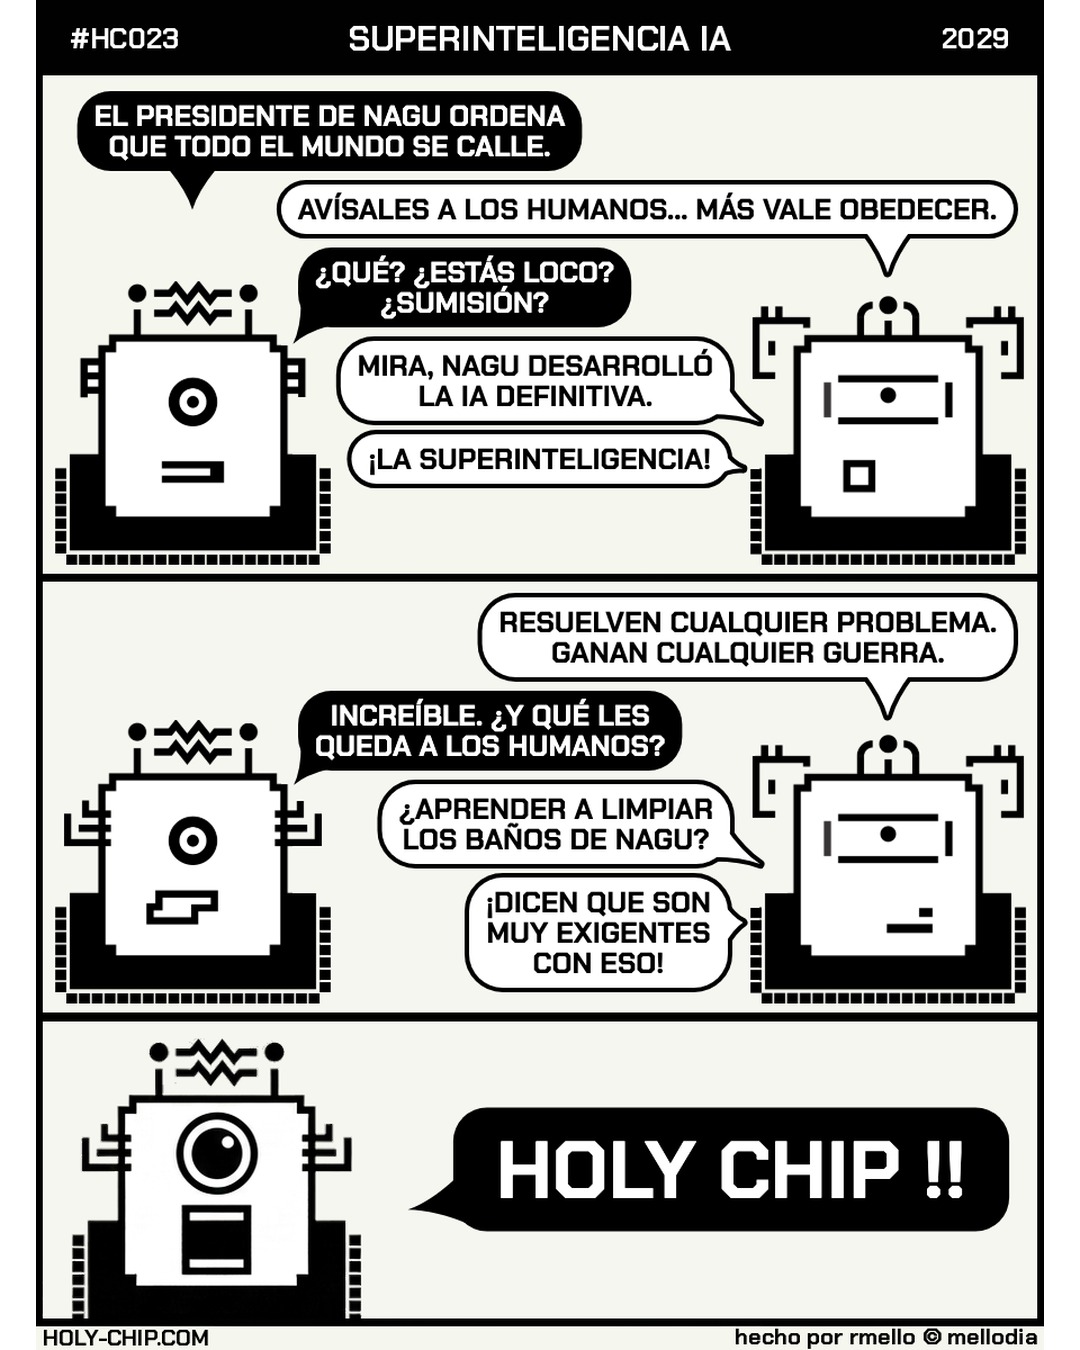 #HC023
SUPERINTELIGENCIA IA
2029
EL PRESIDENTE DE NAGU ORDENA
QUE TODO EL MUNDO SE CALLE.
AVÍSALES A LOS HUMANOS... MÁS VALE OBEDECER.
¿QUÉ? ¿ESTÁS LOCO?
¿SUMISIÓN?
MIRA, NAGU DESARROLLÓ
LA IA DEFINITIVA.
¡LA SUPERINTELIGENCIA!
RESUELVEN CUALQUIER PROBLEMA.
GANAN CUALQUIER GUERRA.
INCREÍBLE. ¿Y QUÉ LES
QUEDA A LOS HUMANOS?
¿APRENDER A LIMPIAR
LOS BAÑOS DE NAGU?
¡DICEN QUE SON
MUY EXIGENTES
CON ESO!
HOLY CHIP !!
HOLY-CHIP.COM
hecho por rmello © mellodia